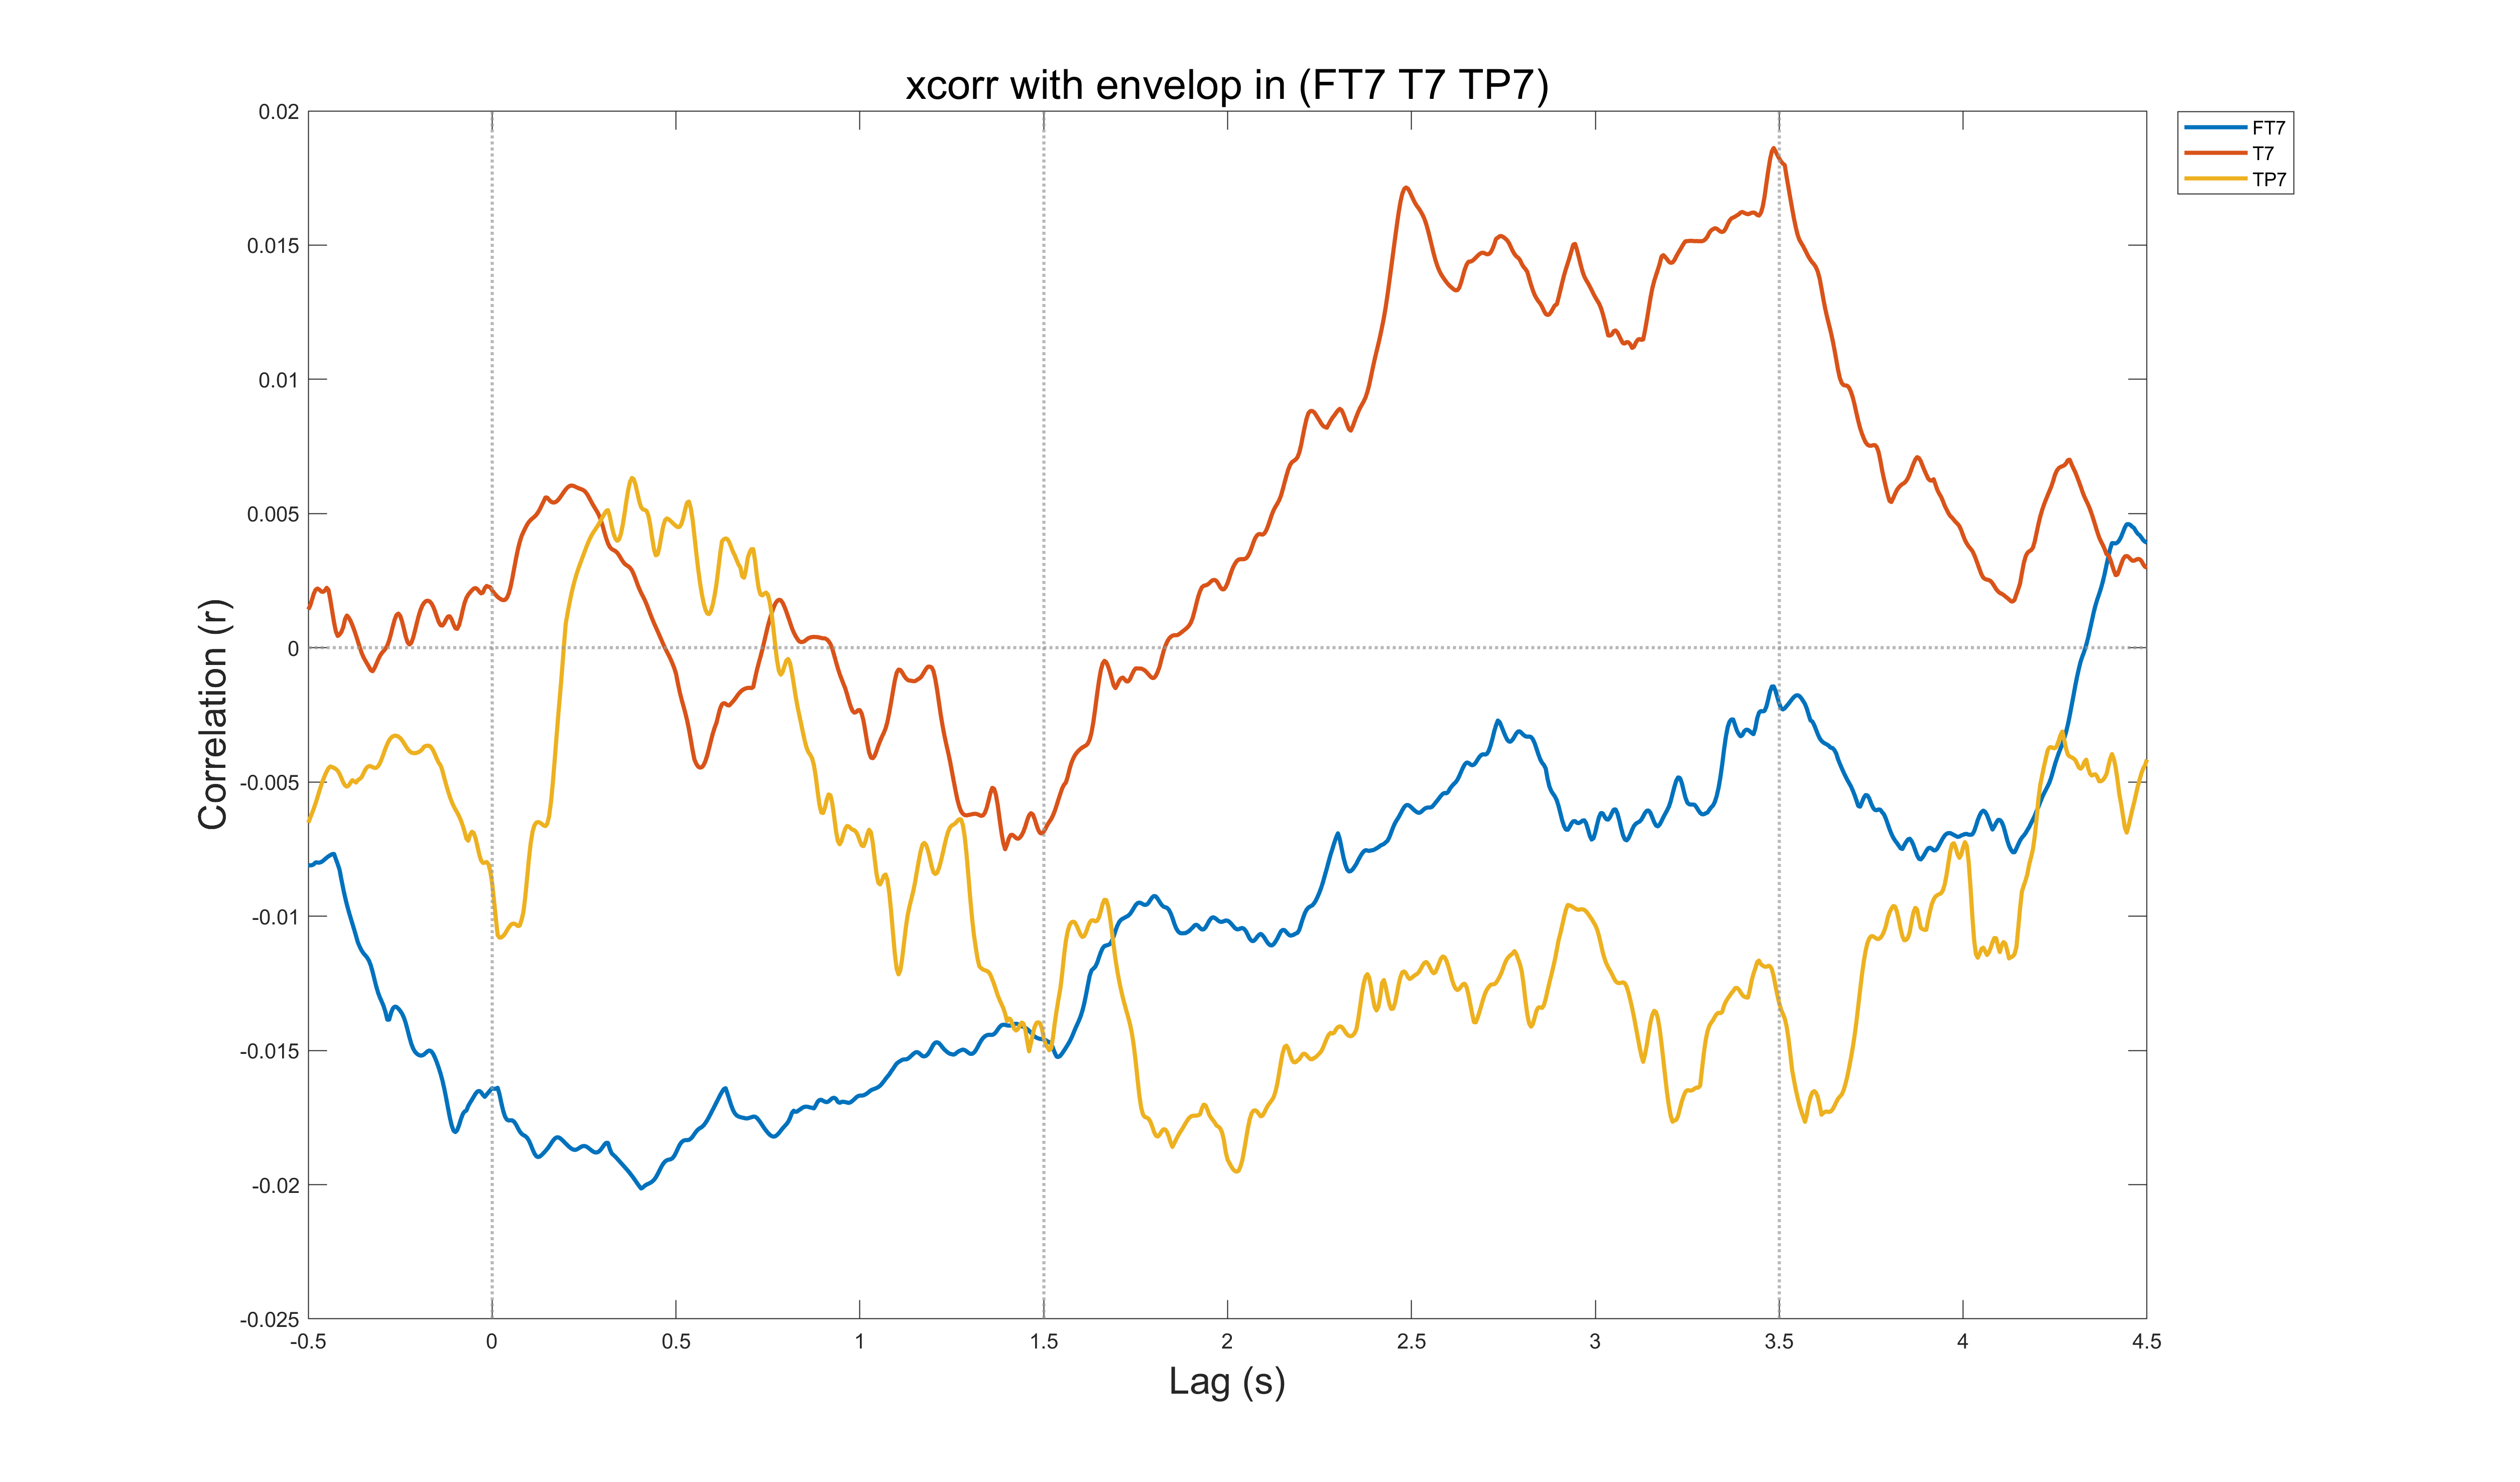 xcorr with envelop in (FT7 T7 TP7)
FT7
T7
TP7
0.02
0.015
0.01
0.005
0
-0.005
-0.01
-0.015
-0.02
-0.025
Correlation (r)
-0.5 0 0.5 1 1.5 2 2.5 3 3.5 4 4.5
Lag (s)